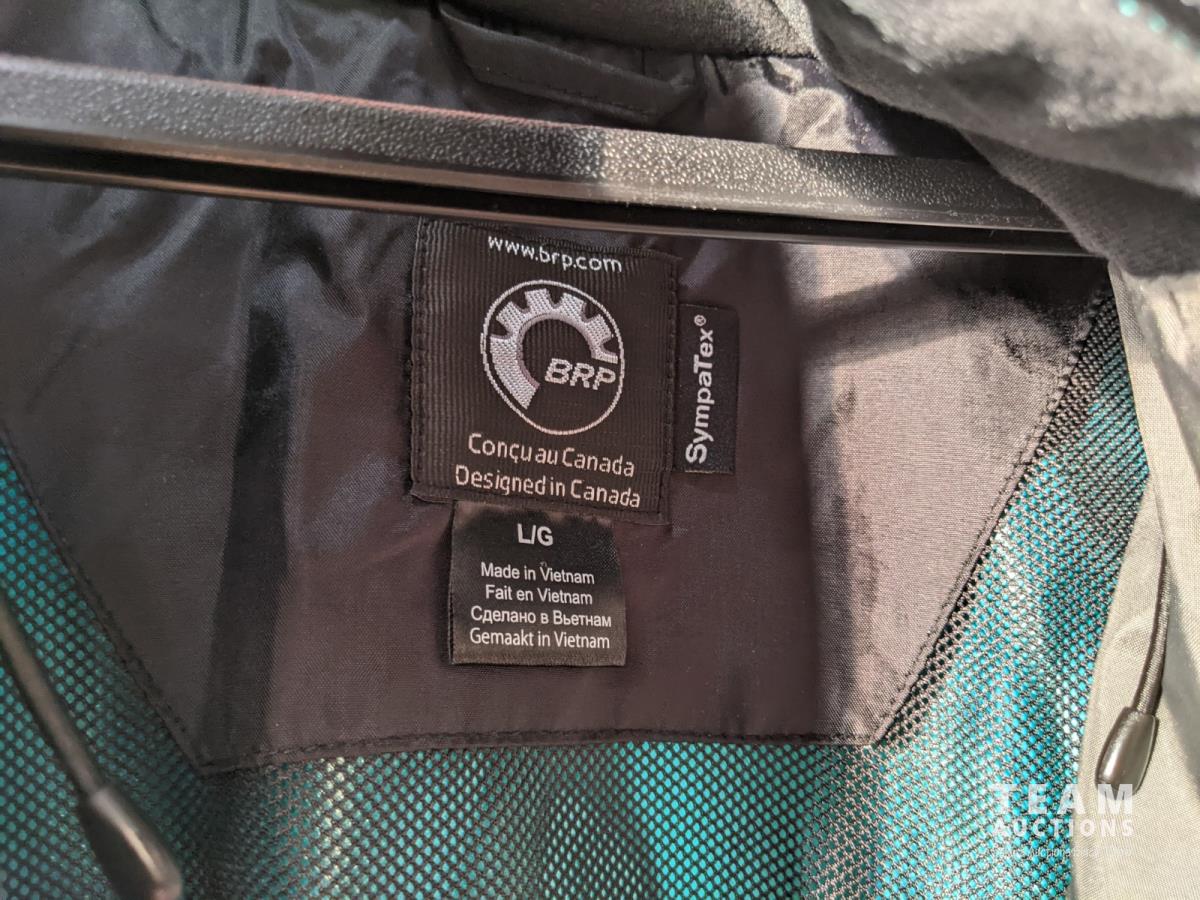 www.brp.com
BRP
Conçu au Canada
Designed in Canada
SympaTex®
L/G
Made in Vietnam
Fait en Vietnam
Сделано в Вьетнам
Gemaakt in Vietnam
TEAM
AUCTIONS